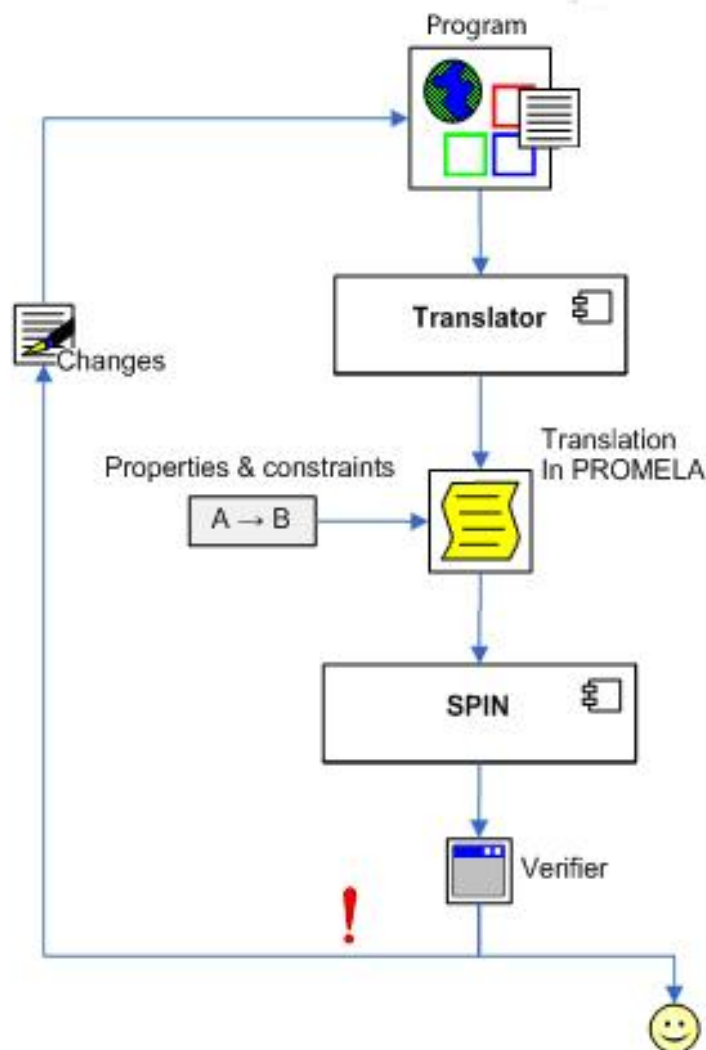 Program
Translator
Changes
Translation
In PROMELA
Properties & constraints
A → B
SPIN
Verifier
!